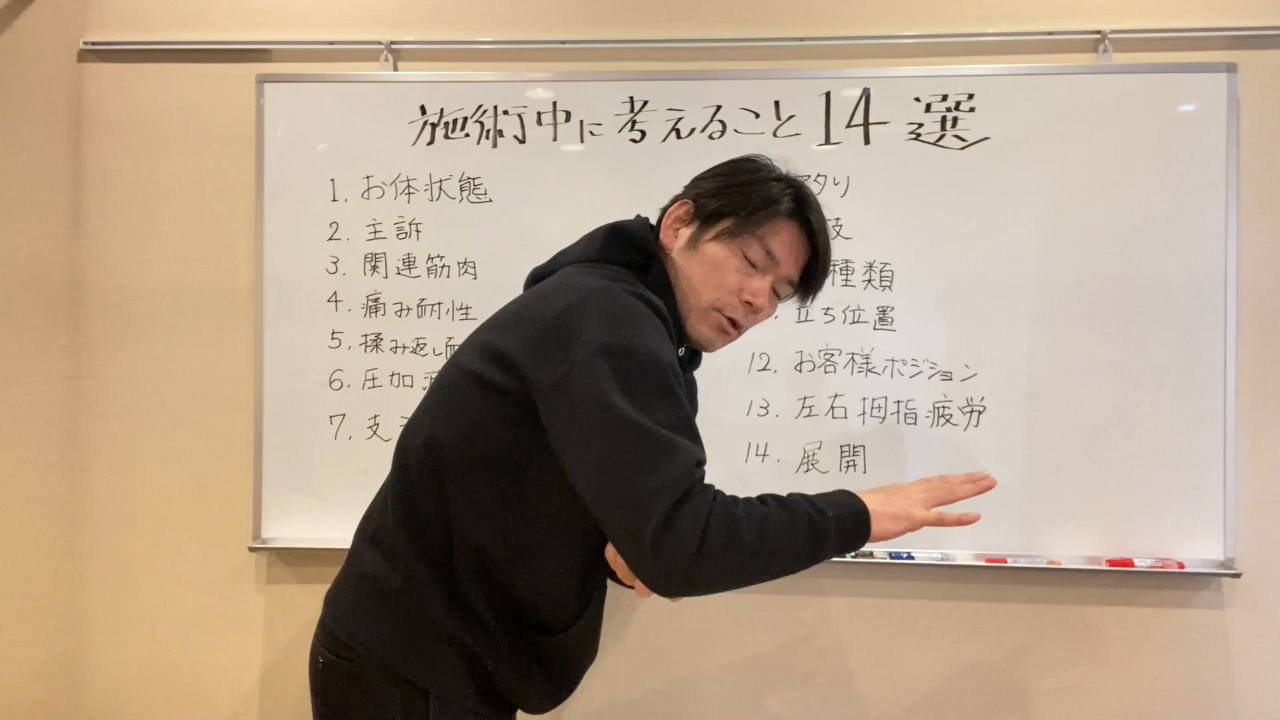 施術中に考えること14選
1. お体状態
2. 主訴
3. 関連筋肉
4. 痛み耐性
5. 揉み返し
6. 圧加
7. 支
タリ
技
種類
立ち位置
12. お客様ポジション
13. 左右拇指疲労
14. 展開